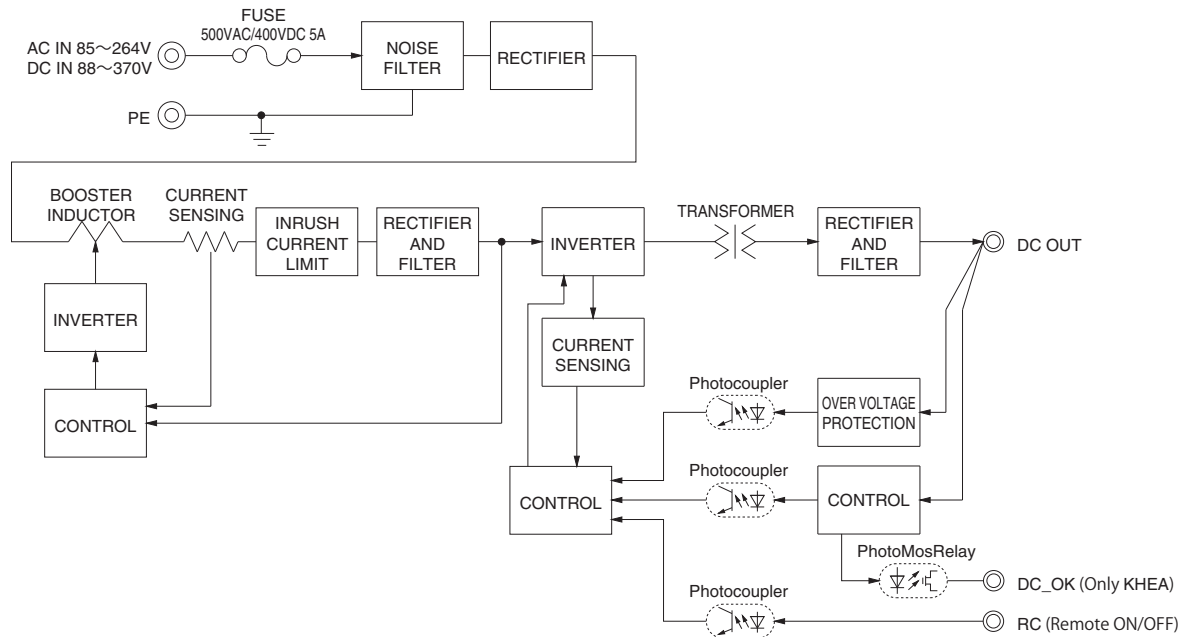 FUSE
500VAC/400VDC 5A
AC IN 85～264V
DC IN 88～370V
NOISE
FILTER
RECTIFIER
PE
BOOSTER
INDUCTOR
CURRENT
SENSING
INRUSH
CURRENT
LIMIT
RECTIFIER
AND
FILTER
INVERTER
TRANSFORMER
RECTIFIER
AND
FILTER
DC OUT
INVERTER
CURRENT
SENSING
CONTROL
Photocoupler
OVER VOLTAGE
PROTECTION
CONTROL
Photocoupler
CONTROL
PhotoMosRelay
DC_OK (Only KHEA)
Photocoupler
RC (Remote ON/OFF)